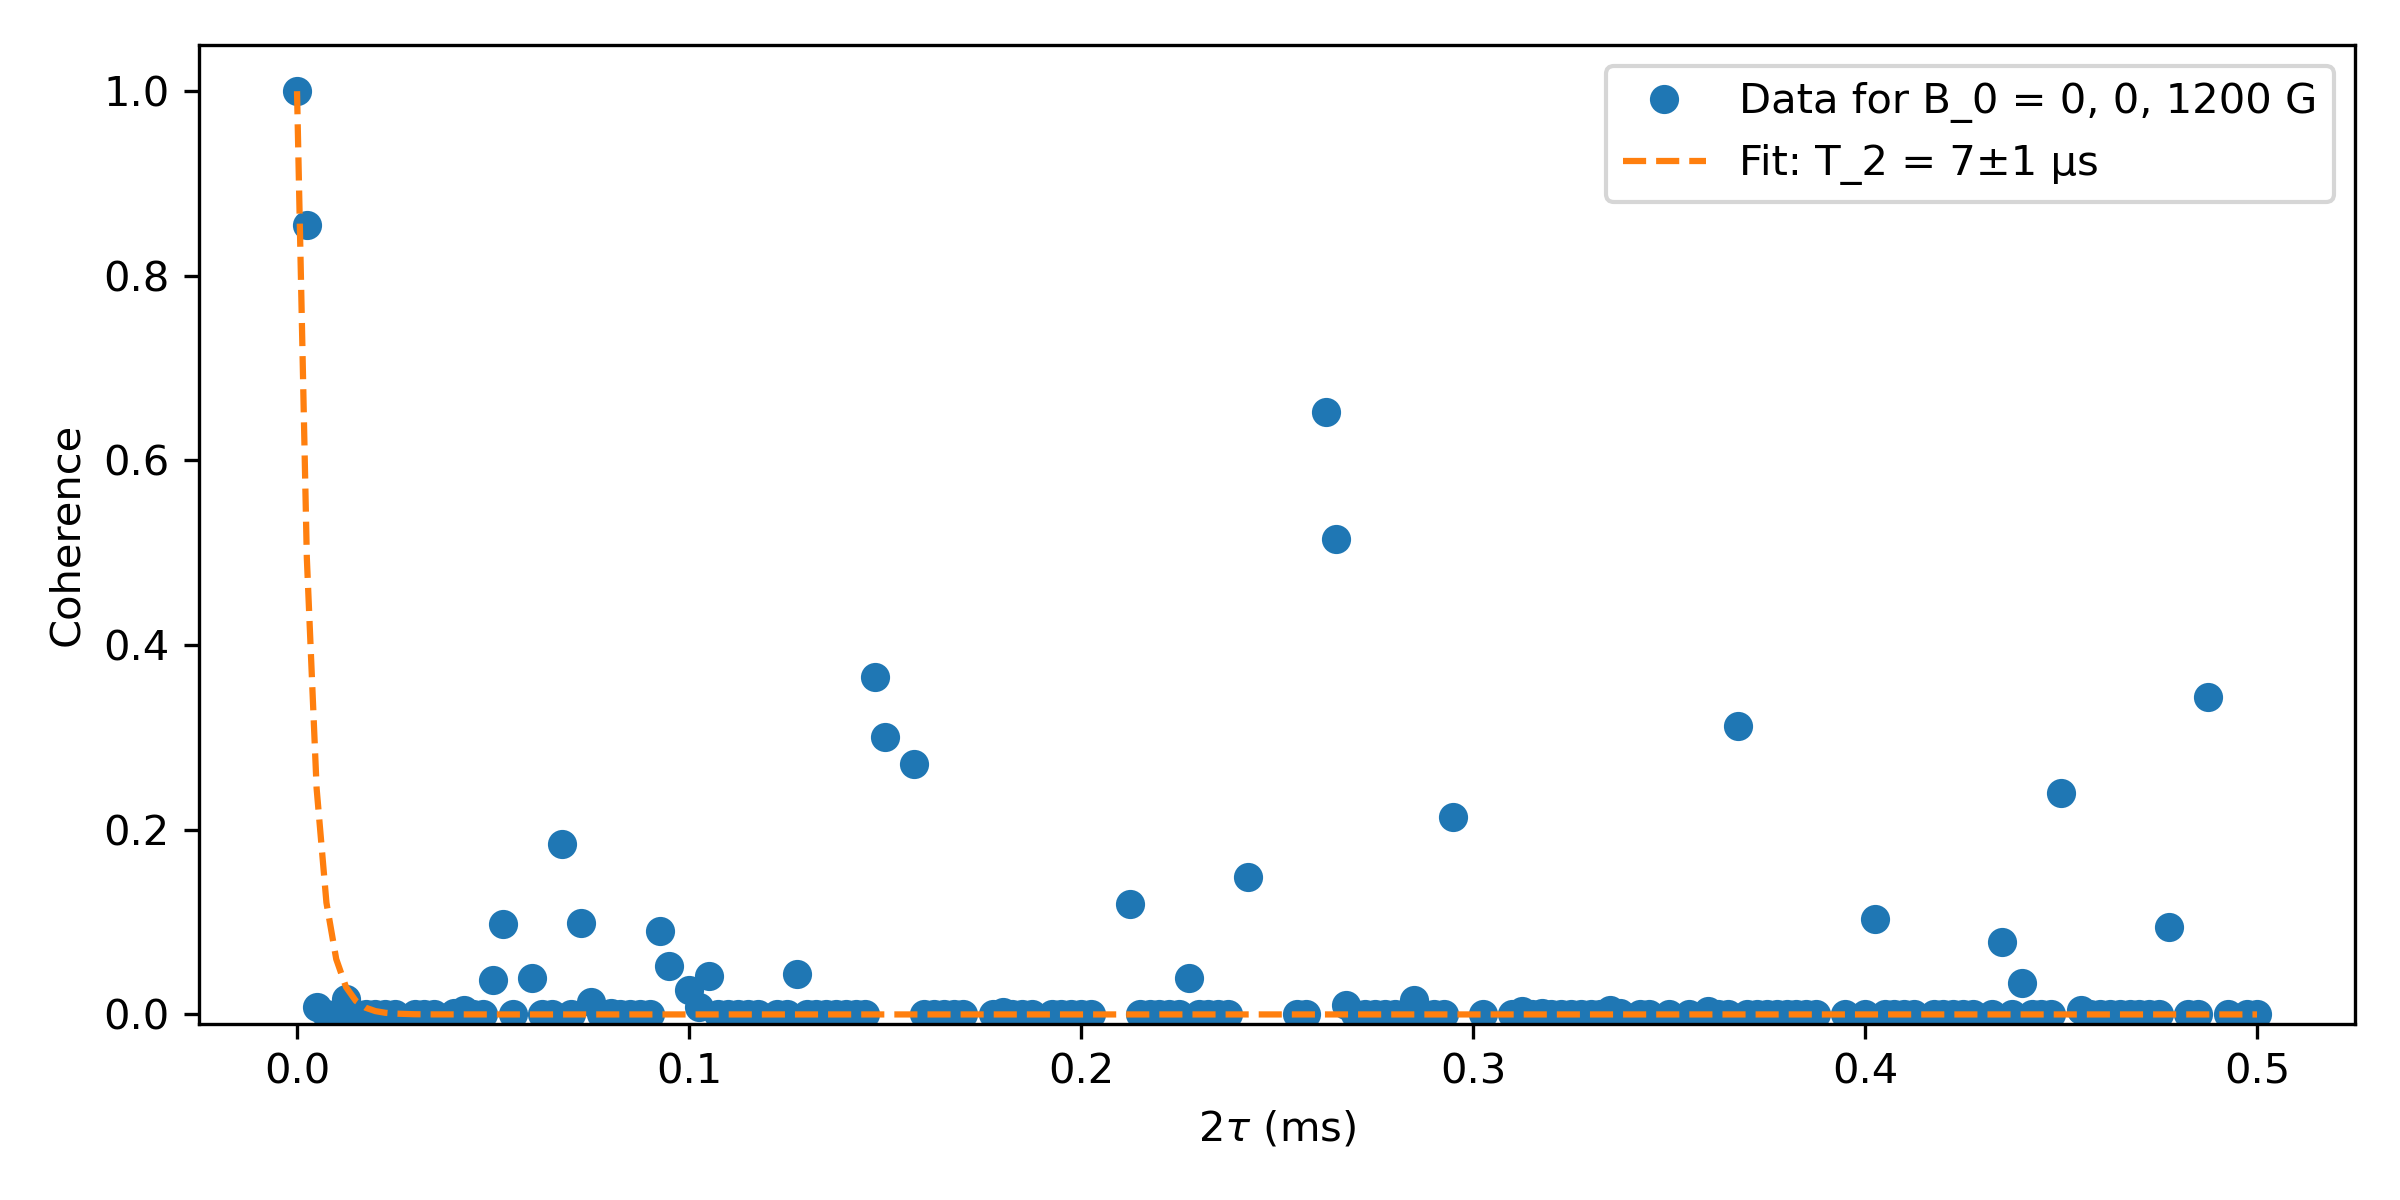 Data for B_0 = 0, 0, 1200 G
Fit: T_2 = 7±1 μs
1.0
0.8
0.6
0.4
0.2
0.0
Coherence
0.0 0.1 0.2 0.3 0.4 0.5
2τ (ms)